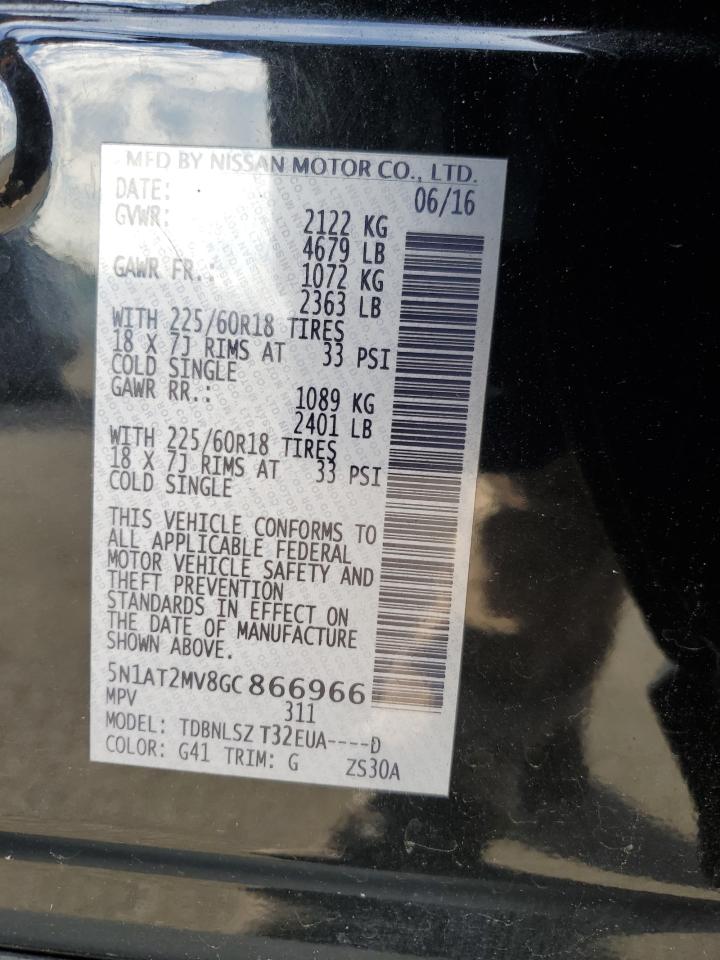 MFD BY NISSAN MOTOR CO., LTD.
DATE: 06/16
GVWR: 2122 KG
4679 LB
GAWR FR.: 1072 KG
2363 LB
WITH 225/60R18 TIRES
18 X 7J RIMS AT 33 PSI
COLD SINGLE
GAWR RR.: 1089 KG
2401 LB
WITH 225/60R18 TIRES
18 X 7J RIMS AT 33 PSI
COLD SINGLE
THIS VEHICLE CONFORMS TO
ALL APPLICABLE FEDERAL
MOTOR VEHICLE SAFETY AND
THEFT PREVENTION
STANDARDS IN EFFECT ON
THE DATE OF MANUFACTURE
SHOWN ABOVE.
5N1AT2MV8GC866966
MPV 311
MODEL: TDBNLSZ T32EUA----D
COLOR: G41 TRIM: G ZS30A